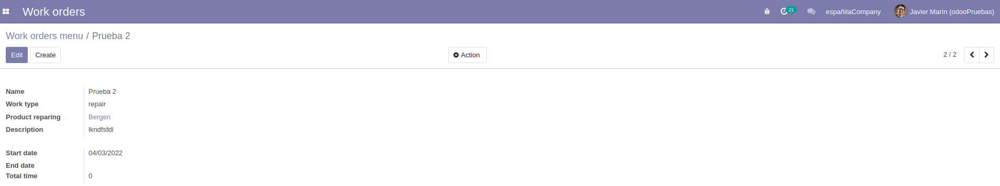 Work orders 21 españitaCompany Javier Marín (odooPruebas)
Work orders menu / Prueba 2
Edit Create Action 2 / 2
Name Prueba 2
Work type repair
Product reparing Bergen
Description lkndfsfdl
Start date 04/03/2022
End date
Total time 0